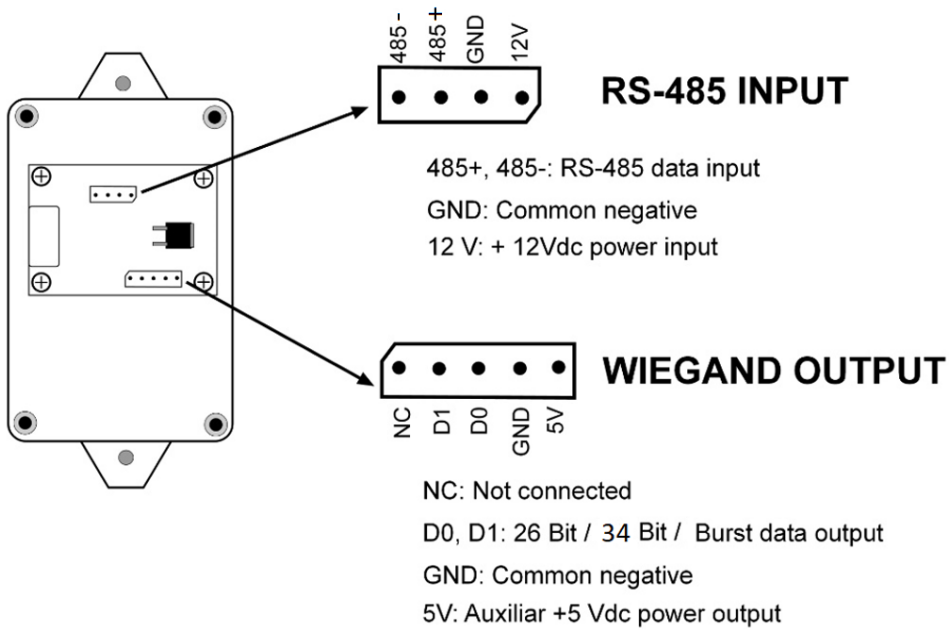 485- 485+ GND 12V
RS-485 INPUT
485+, 485-: RS-485 data input
GND: Common negative
12 V: + 12Vdc power input
WIEGAND OUTPUT
NC D1 D0 GND 5V
NC: Not connected
D0, D1: 26 Bit / 34 Bit / Burst data output
GND: Common negative
5V: Auxiliar +5 Vdc power output